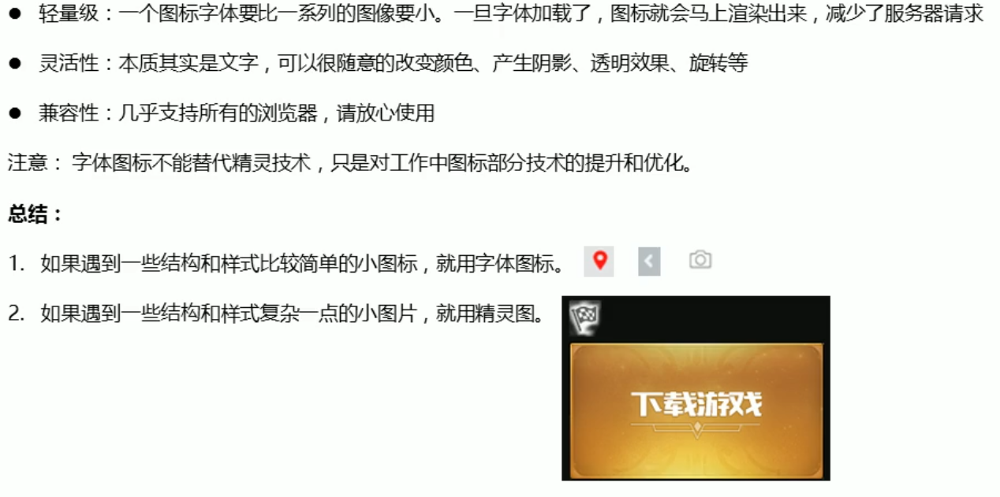 ● 轻量级：一个图标字体要比一系列的图像要小。一旦字体加载了，图标就会马上渲染出来，减少了服务器请求
● 灵活性：本质其实是文字，可以很随意的改变颜色、产生阴影、透明效果、旋转等
● 兼容性：几乎支持所有的浏览器，请放心使用
注意： 字体图标不能替代精灵技术，只是对工作中图标部分技术的提升和优化。
总结：
1. 如果遇到一些结构和样式比较简单的小图标，就用字体图标。
2. 如果遇到一些结构和样式复杂一点的小图片，就用精灵图。
下载游戏